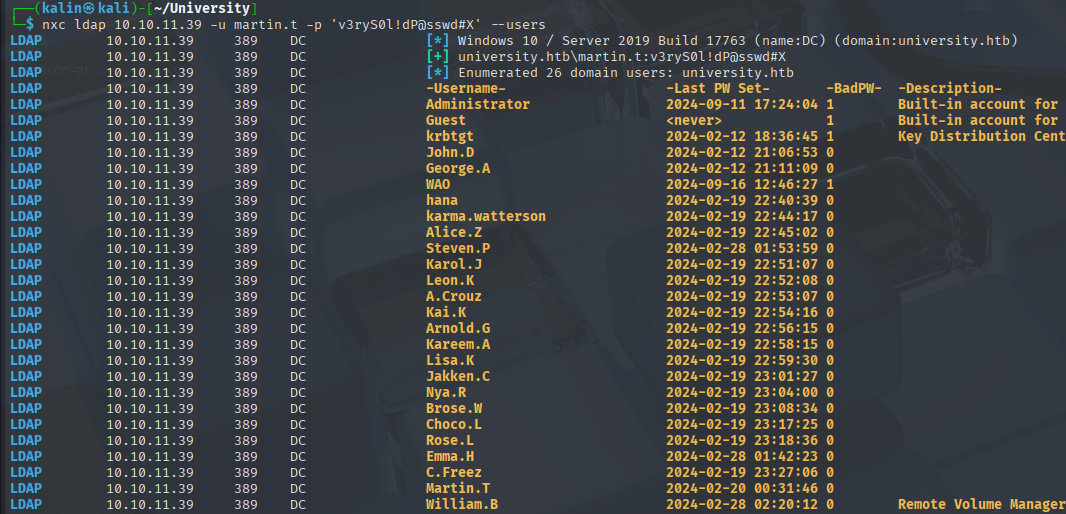 ┌──(kalin㉿kali)-[~/University]
└─$ nxc ldap 10.10.11.39 -u martin.t -p 'v3ryS0l!dP@sswd#X' --users
LDAP 10.10.11.39 389 DC [*] Windows 10 / Server 2019 Build 17763 (name:DC) (domain:university.htb)
LDAP 10.10.11.39 389 DC [+] university.htb\martin.t:v3ryS0l!dP@sswd#X
LDAP 10.10.11.39 389 DC [*] Enumerated 26 domain users: university.htb
LDAP 10.10.11.39 389 DC -Username- -Last PW Set- -BadPW- -Description-
LDAP 10.10.11.39 389 DC Administrator 2024-09-11 17:24:04 1 Built-in account for
LDAP 10.10.11.39 389 DC Guest <never> 1 Built-in account for
LDAP 10.10.11.39 389 DC krbtgt 2024-02-12 18:36:45 1 Key Distribution Cent
LDAP 10.10.11.39 389 DC John.D 2024-02-12 21:06:53 0
LDAP 10.10.11.39 389 DC George.A 2024-02-12 21:11:09 0
LDAP 10.10.11.39 389 DC WAO 2024-09-16 12:46:27 1
LDAP 10.10.11.39 389 DC hana 2024-02-19 22:40:39 0
LDAP 10.10.11.39 389 DC karma.watterson 2024-02-19 22:44:17 0
LDAP 10.10.11.39 389 DC Alice.Z 2024-02-19 22:45:02 0
LDAP 10.10.11.39 389 DC Steven.P 2024-02-28 01:53:59 0
LDAP 10.10.11.39 389 DC Karol.J 2024-02-19 22:51:07 0
LDAP 10.10.11.39 389 DC Leon.K 2024-02-19 22:52:08 0
LDAP 10.10.11.39 389 DC A.Crouz 2024-02-19 22:53:07 0
LDAP 10.10.11.39 389 DC Kai.K 2024-02-19 22:54:16 0
LDAP 10.10.11.39 389 DC Arnold.G 2024-02-19 22:56:15 0
LDAP 10.10.11.39 389 DC Kareem.A 2024-02-19 22:58:15 0
LDAP 10.10.11.39 389 DC Lisa.K 2024-02-19 22:59:30 0
LDAP 10.10.11.39 389 DC Jakken.C 2024-02-19 23:01:27 0
LDAP 10.10.11.39 389 DC Nya.R 2024-02-19 23:04:00 0
LDAP 10.10.11.39 389 DC Brose.W 2024-02-19 23:08:34 0
LDAP 10.10.11.39 389 DC Choco.L 2024-02-19 23:17:25 0
LDAP 10.10.11.39 389 DC Rose.L 2024-02-19 23:18:36 0
LDAP 10.10.11.39 389 DC Emma.H 2024-02-28 01:42:23 0
LDAP 10.10.11.39 389 DC C.Freez 2024-02-19 23:27:06 0
LDAP 10.10.11.39 389 DC Martin.T 2024-02-20 00:31:46 0
LDAP 10.10.11.39 389 DC William.B 2024-02-28 02:20:12 0 Remote Volume Manager